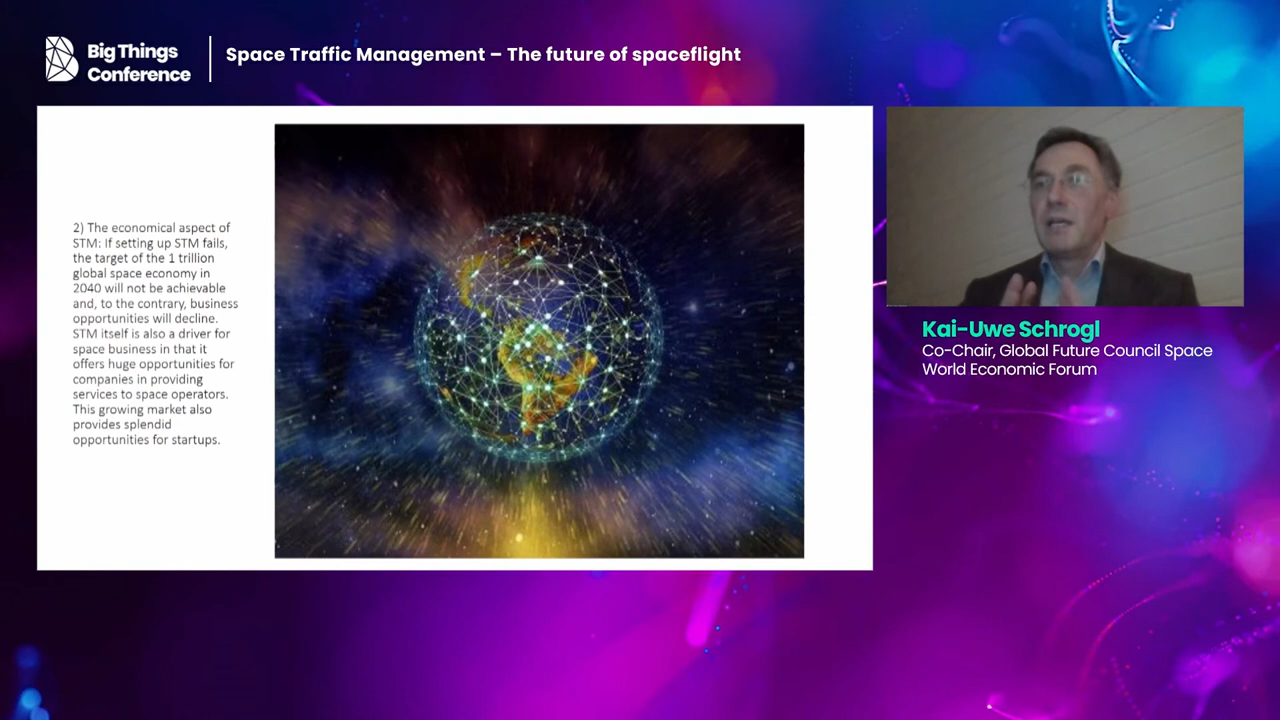 Big Things
Conference
Space Traffic Management – The future of spaceflight
2) The economical aspect of
STM: If setting up STM fails,
the target of the 1 trillion
global space economy in
2040 will not be achievable
and, to the contrary, business
opportunities will decline.
STM itself is also a driver for
space business in that it
offers huge opportunities for
companies in providing
services to space operators.
This growing market also
provides splendid
opportunities for startups.
Kai-Uwe Schrogl
Co-Chair, Global Future Council Space
World Economic Forum